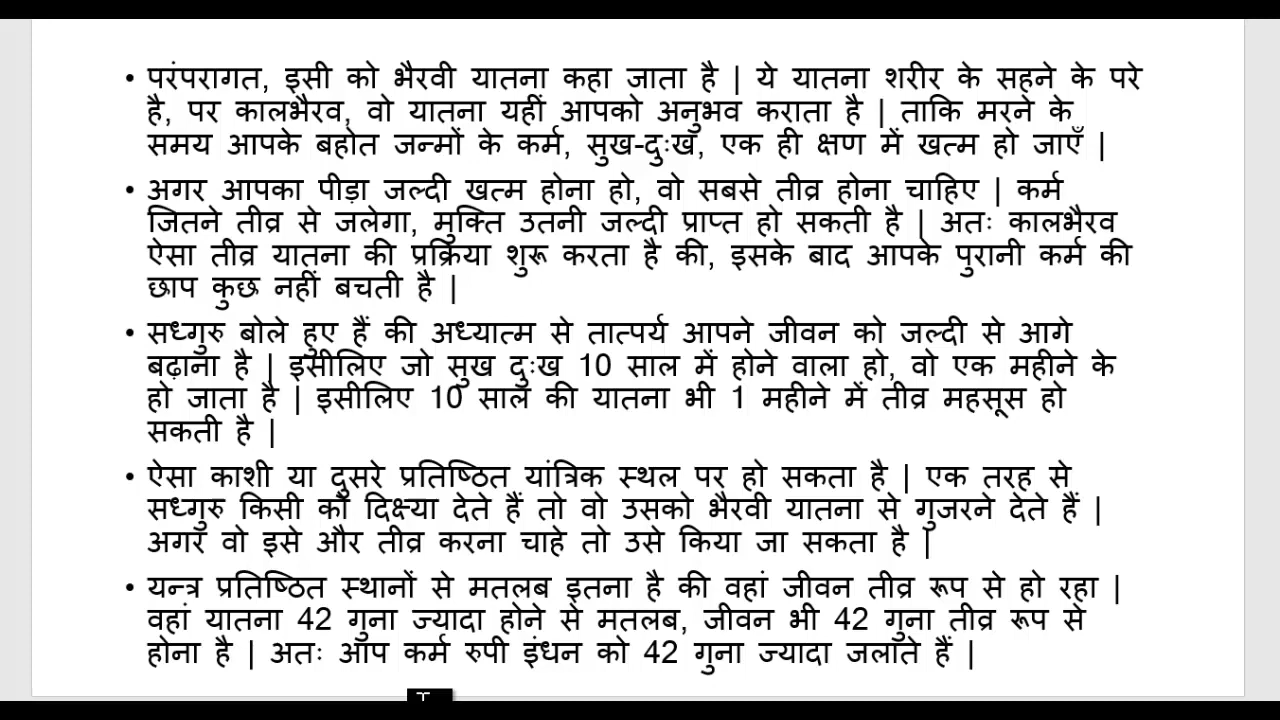 • परंपरागत, इसी को भैरवी यातना कहा जाता है | ये यातना शरीर के सहने के परे
है, पर कालभैरव, वो यातना यहीं आपको अनुभव कराता है | ताकि मरने के
समय आपके बहोत जन्मों के कर्म, सुख-दुःख, एक ही क्षण में खत्म हो जाएँ |
• अगर आपका पीड़ा जल्दी खत्म होना हो, वो सबसे तीव्र होना चाहिए | कर्म
जितने तीव्र से जलेगा, मुक्ति उतनी जल्दी प्राप्त हो सकती है | अतः कालभैरव
ऐसा तीव्र यातना की प्रक्रिया शुरू करता है की, इसके बाद आपके पुरानी कर्म की
छाप कुछ नहीं बचती है |
• सध्गुरु बोले हुए हैं की अध्यात्म से तात्पर्य आपने जीवन को जल्दी से आगे
बढ़ाना है | इसीलिए जो सुख दुःख 10 साल में होने वाला हो, वो एक महीने के
हो जाता है | इसीलिए 10 साल की यातना भी 1 महीने में तीव्र महसूस हो
सकती है |
• ऐसा काशी या दुसरे प्रतिष्ठित यांत्रिक स्थल पर हो सकता है | एक तरह से
सध्गुरु किसी को दिक्ष्या देते हैं तो वो उसको भैरवी यातना से गुजरने देते हैं |
अगर वो इसे और तीव्र करना चाहे तो उसे किया जा सकता है |
• यन्त्र प्रतिष्ठित स्थानों से मतलब इतना है की वहां जीवन तीव्र रूप से हो रहा |
वहां यातना 42 गुना ज्यादा होने से मतलब, जीवन भी 42 गुना तीव्र रूप से
होना है | अतः आप कर्म रुपी इंधन को 42 गुना ज्यादा जलाते हैं |